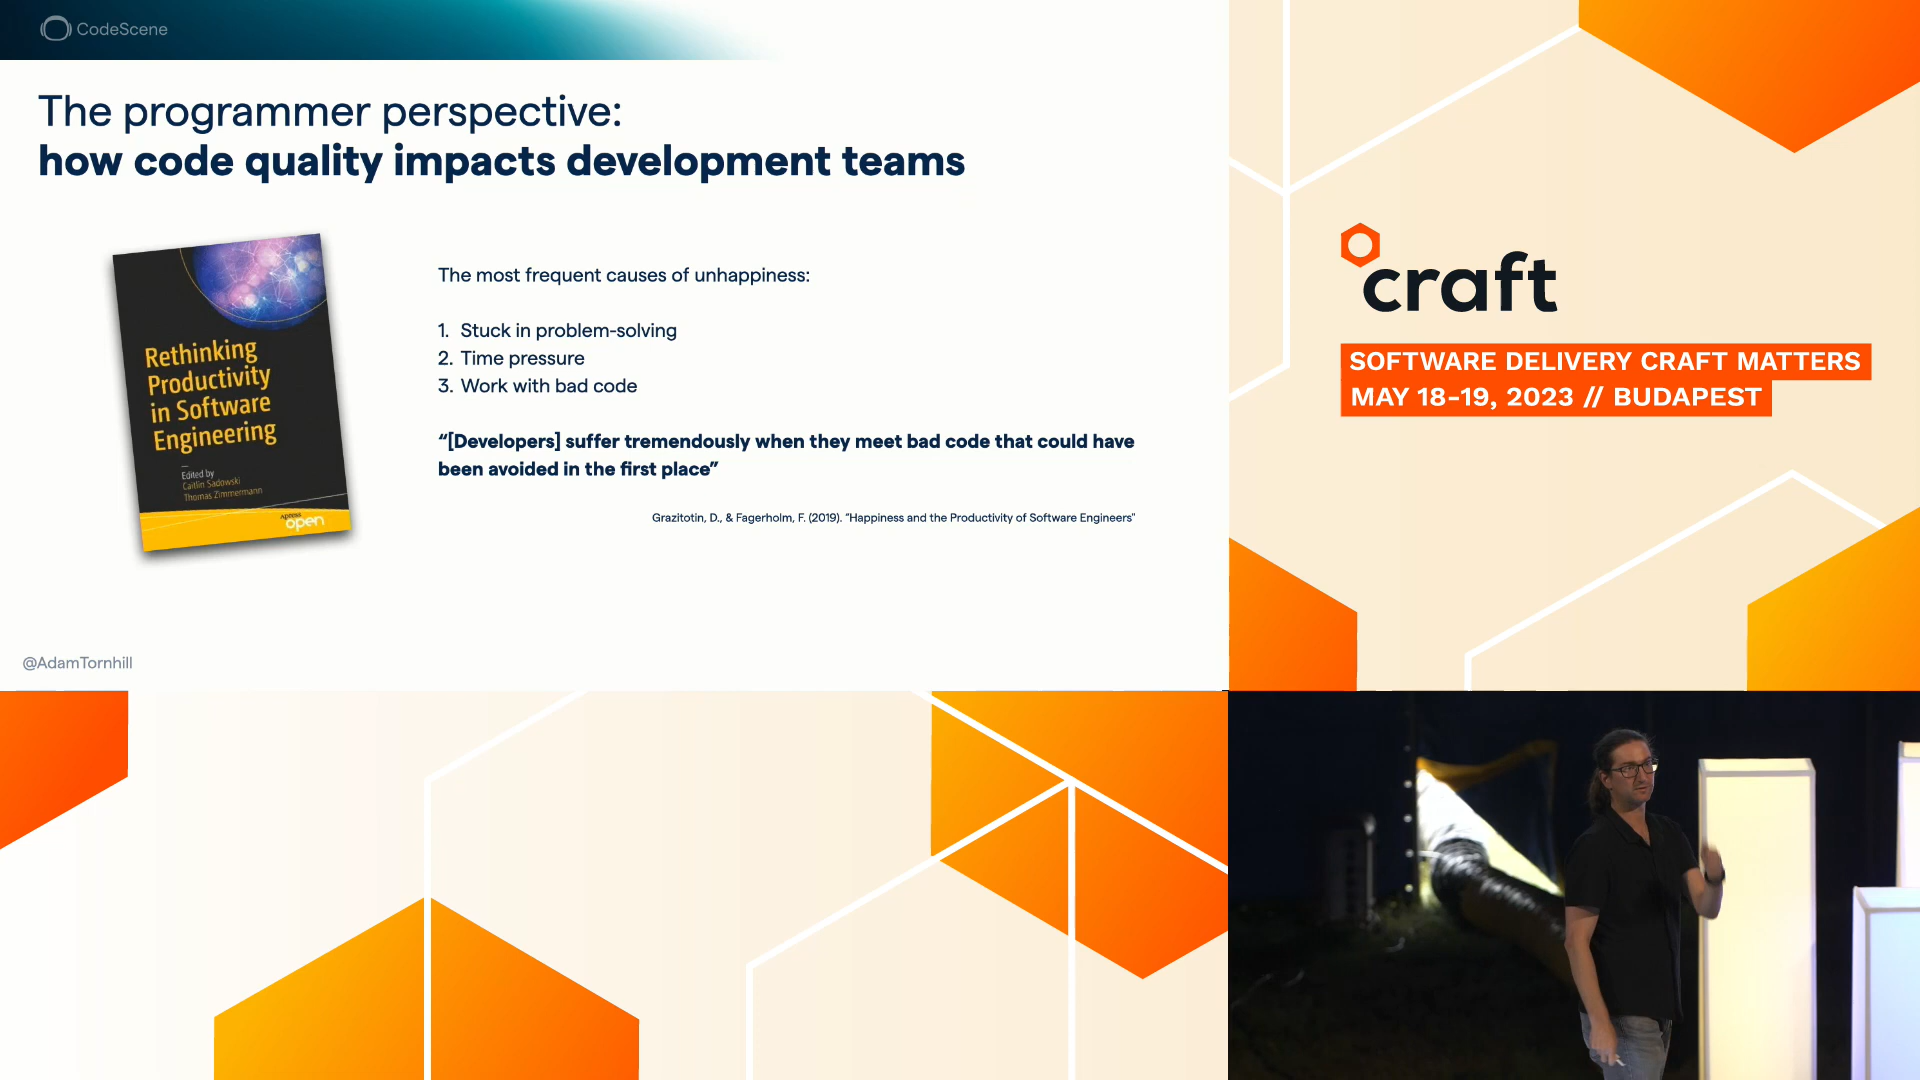 CodeScene
The programmer perspective:
how code quality impacts development teams
Rethinking
Productivity
in Software
Engineering
Edited by
Caitlin Sadowski
Thomas Zimmermann
Apress
open
The most frequent causes of unhappiness:
1. Stuck in problem-solving
2. Time pressure
3. Work with bad code
“[Developers] suffer tremendously when they meet bad code that could have
been avoided in the first place”
Grazitotin, D., & Fagerholm, F. (2019). “Happiness and the Productivity of Software Engineers”
@AdamTornhill
craft
SOFTWARE DELIVERY CRAFT MATTERS
MAY 18-19, 2023 // BUDAPEST